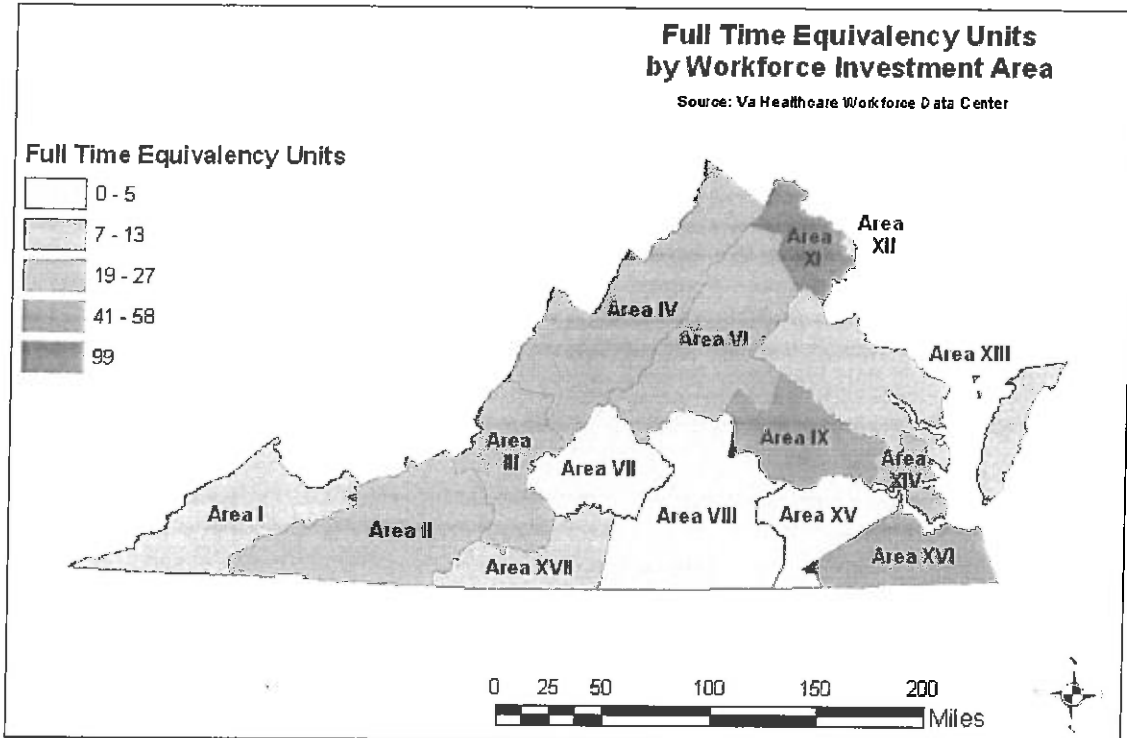 Full Time Equivalency Units
by Workforce Investment Area
Source: Va Healthcare Workforce Data Center
Full Time Equivalency Units
0 - 5
7 - 13
19 - 27
41 - 58
99
Area XII
Area XI
Area IV
Area VI
Area XIII
Area III
Area IX
Area VII
Area XIV
Area I
Area II
Area VIII
Area XV
Area XVI
Area XVII
0 25 50 100 150 200
Miles